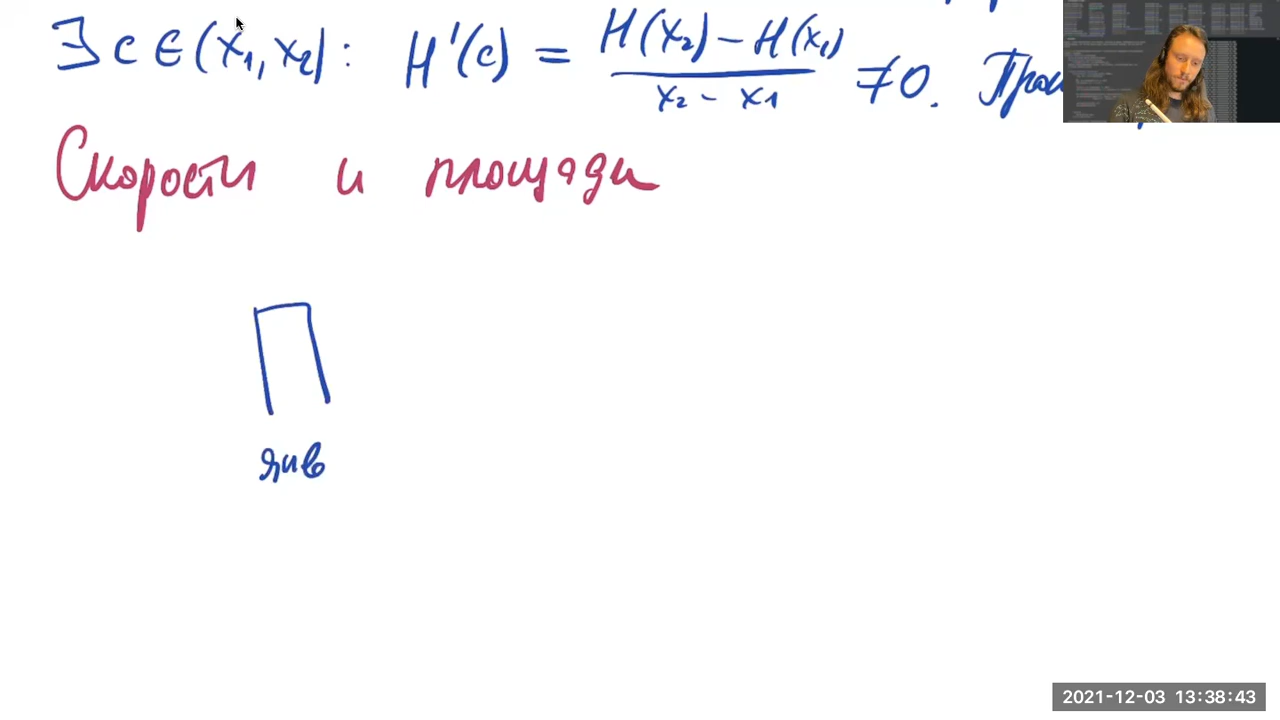 ∃ c ∈ (x₁, x₂): H'(c) = (H(x₂) − H(x₁))/(x₂ − x₁) ≠ 0.
Скорости и площади
янв
2021-12-03 13:38:43